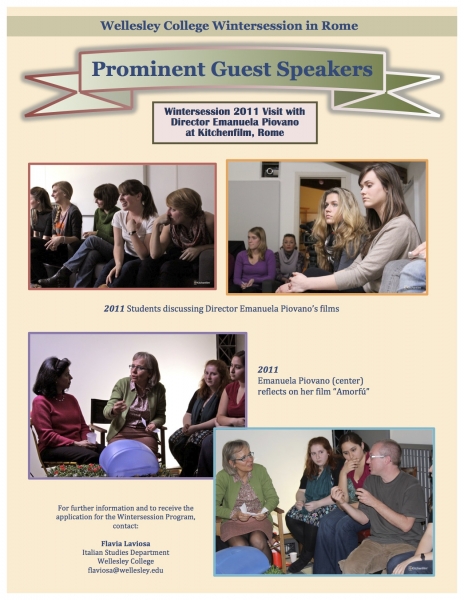 Wellesley College Wintersession in Rome
Prominent Guest Speakers
Wintersession 2011 Visit with
Director Emanuela Piovano
at Kitchenfilm, Rome
2011 Students discussing Director Emanuela Piovano's films
2011
Emanuela Piovano (center)
reflects on her film "Amorfú"
For further information and to receive the
application for the Wintersession Program,
contact:
Flavia Laviosa
Italian Studies Department
Wellesley College
flaviosa@wellesley.edu